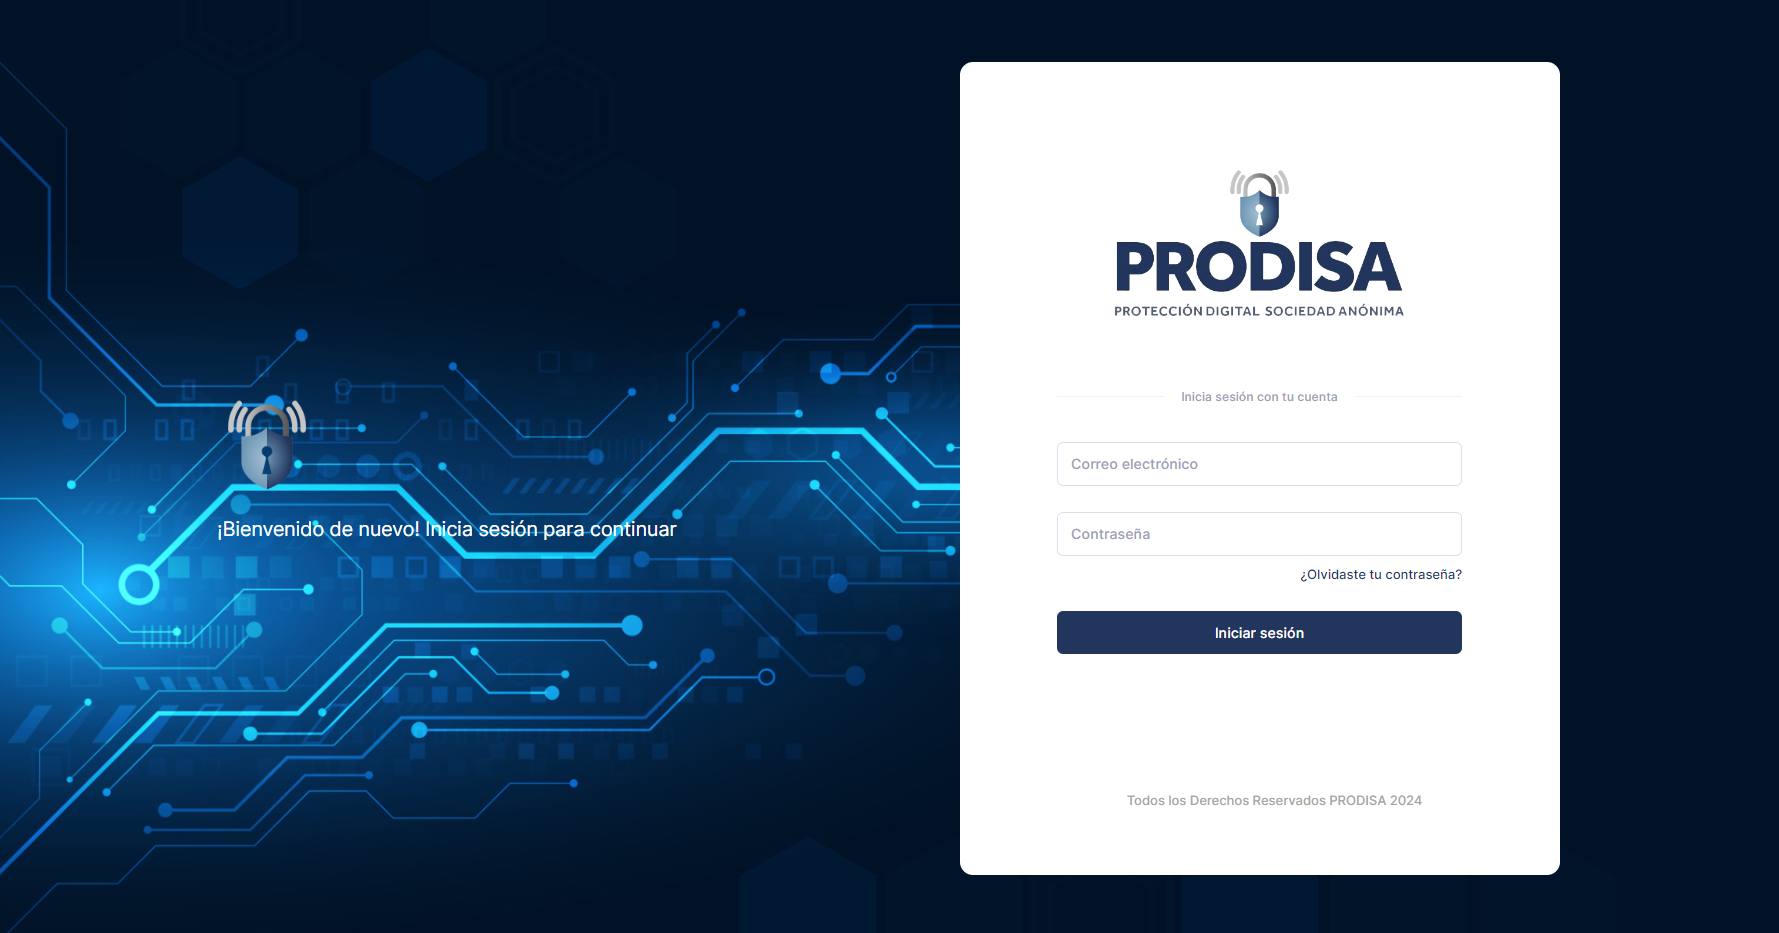 ¡Bienvenido de nuevo! Inicia sesión para continuar
PRODISA
PROTECCIÓN DIGITAL SOCIEDAD ANÓNIMA
Inicia sesión con tu cuenta
Correo electrónico
Contraseña
¿Olvidaste tu contraseña?
Iniciar sesión
Todos los Derechos Reservados PRODISA 2024